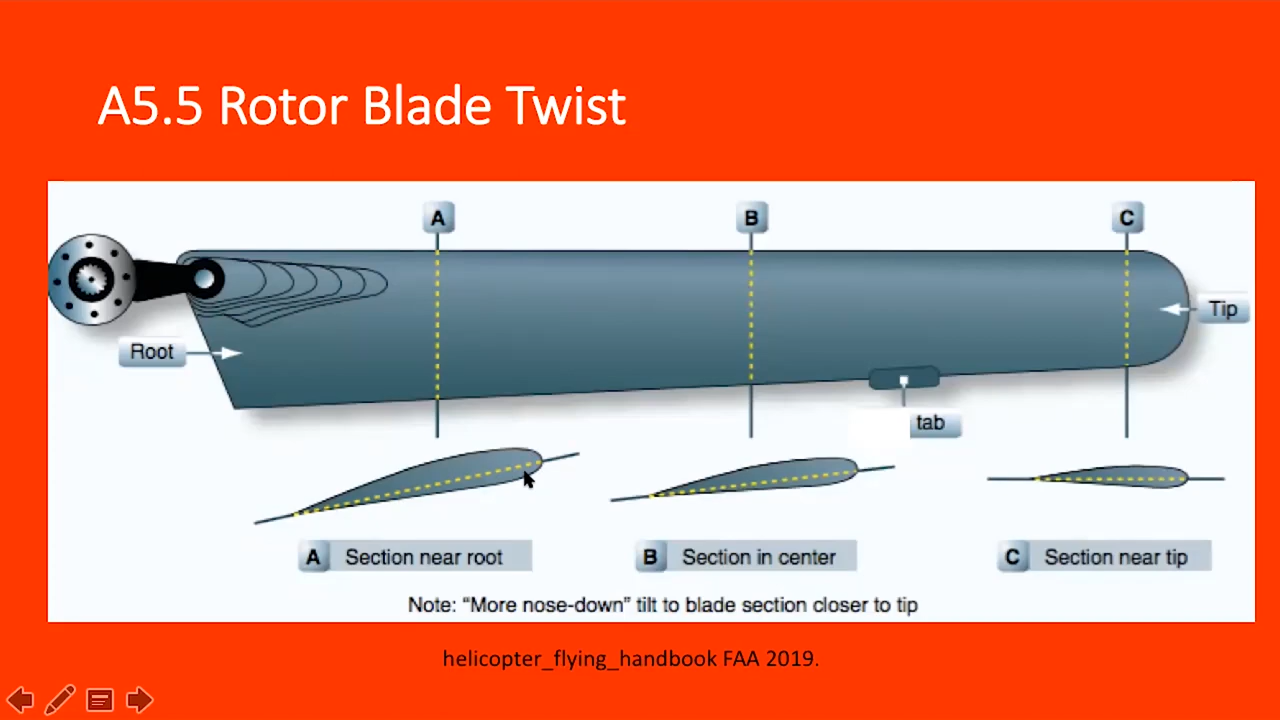 A5.5 Rotor Blade Twist
A
B
C
Tip
Root
tab
A Section near root
B Section in center
C Section near tip
Note: “More nose-down” tilt to blade section closer to tip
helicopter_flying_handbook FAA 2019.